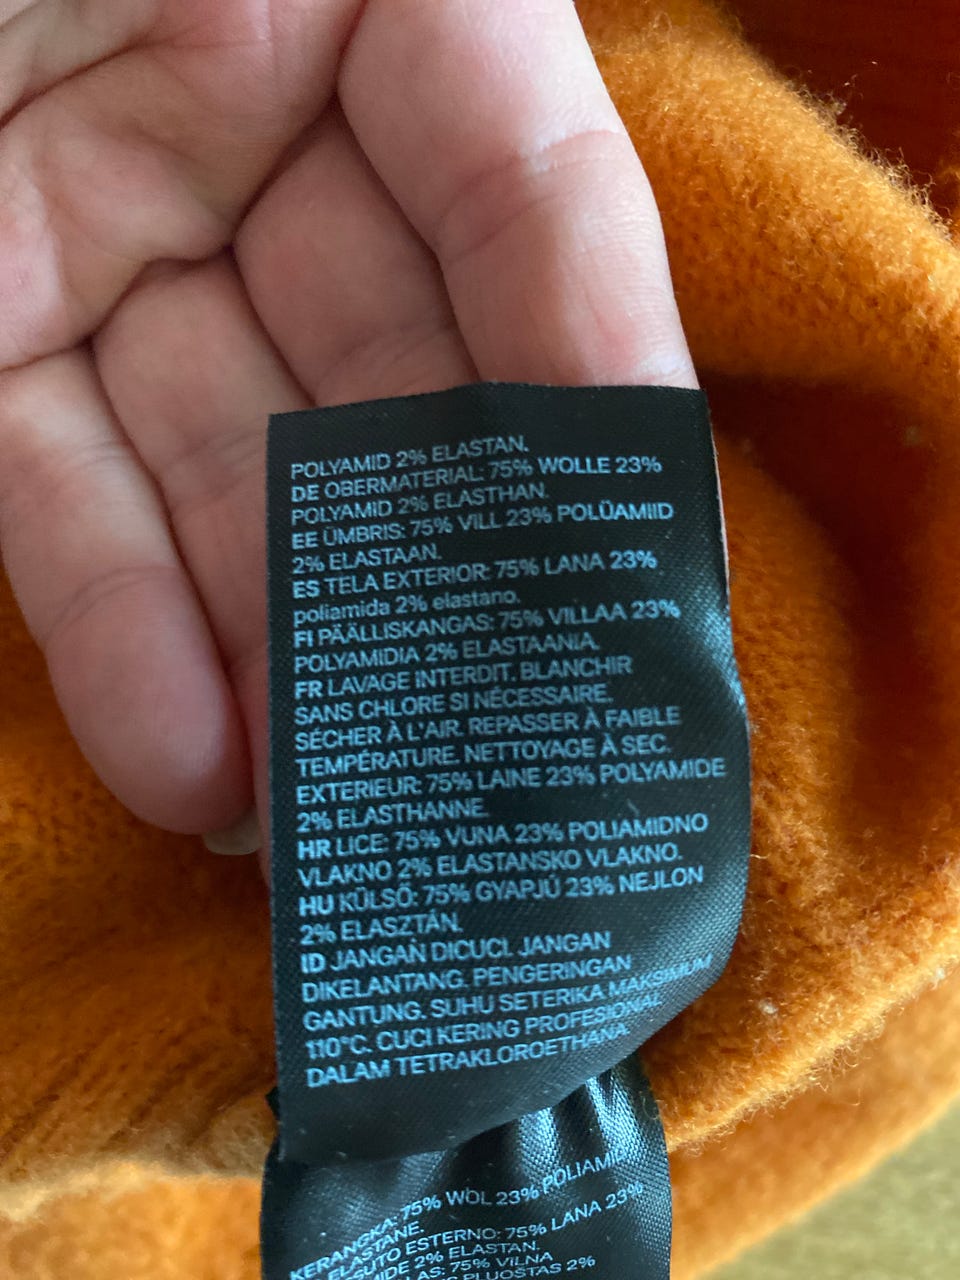 POLYAMID 2% ELASTAN.
DE OBERMATERIAL: 75% WOLLE 23%
POLYAMID 2% ELASTHAN.
EE ÜMBRIS: 75% VILL 23% POLÜAMIID
2% ELASTAAN.
ES TELA EXTERIOR: 75% LANA 23%
poliamida 2% elastano.
FI PÄÄLLISKANGAS: 75% VILLAA 23%
POLYAMIDIA 2% ELASTAANIA.
FR LAVAGE INTERDIT. BLANCHIR
SANS CHLORE SI NÉCESSAIRE.
SÉCHER À L'AIR. REPASSER À FAIBLE
TEMPÉRATURE. NETTOYAGE À SEC.
EXTERIEUR: 75% LAINE 23% POLYAMIDE
2% ELASTHANNE.
HR LICE: 75% VUNA 23% POLIAMIDNO
VLAKNO 2% ELASTANSKO VLAKNO.
HU KÜLSŐ: 75% GYAPJÚ 23% NEJLON
2% ELASZTÁN.
ID JANGAN DICUCI. JANGAN
DIKELANTANG. PENGERINGAN
GANTUNG. SUHU SETERIKA MAKSIMUM
110°C. CUCI KERING PROFESIONAL
DALAM TETRAKLOROETHANA
KERANGKA: 75% WOL 23% POLIAMID
ELASTANE.
ESTERNO: 75% LANA 23%
2% ELASTAN.
75% VILNA
PLUOŠTAS 2%